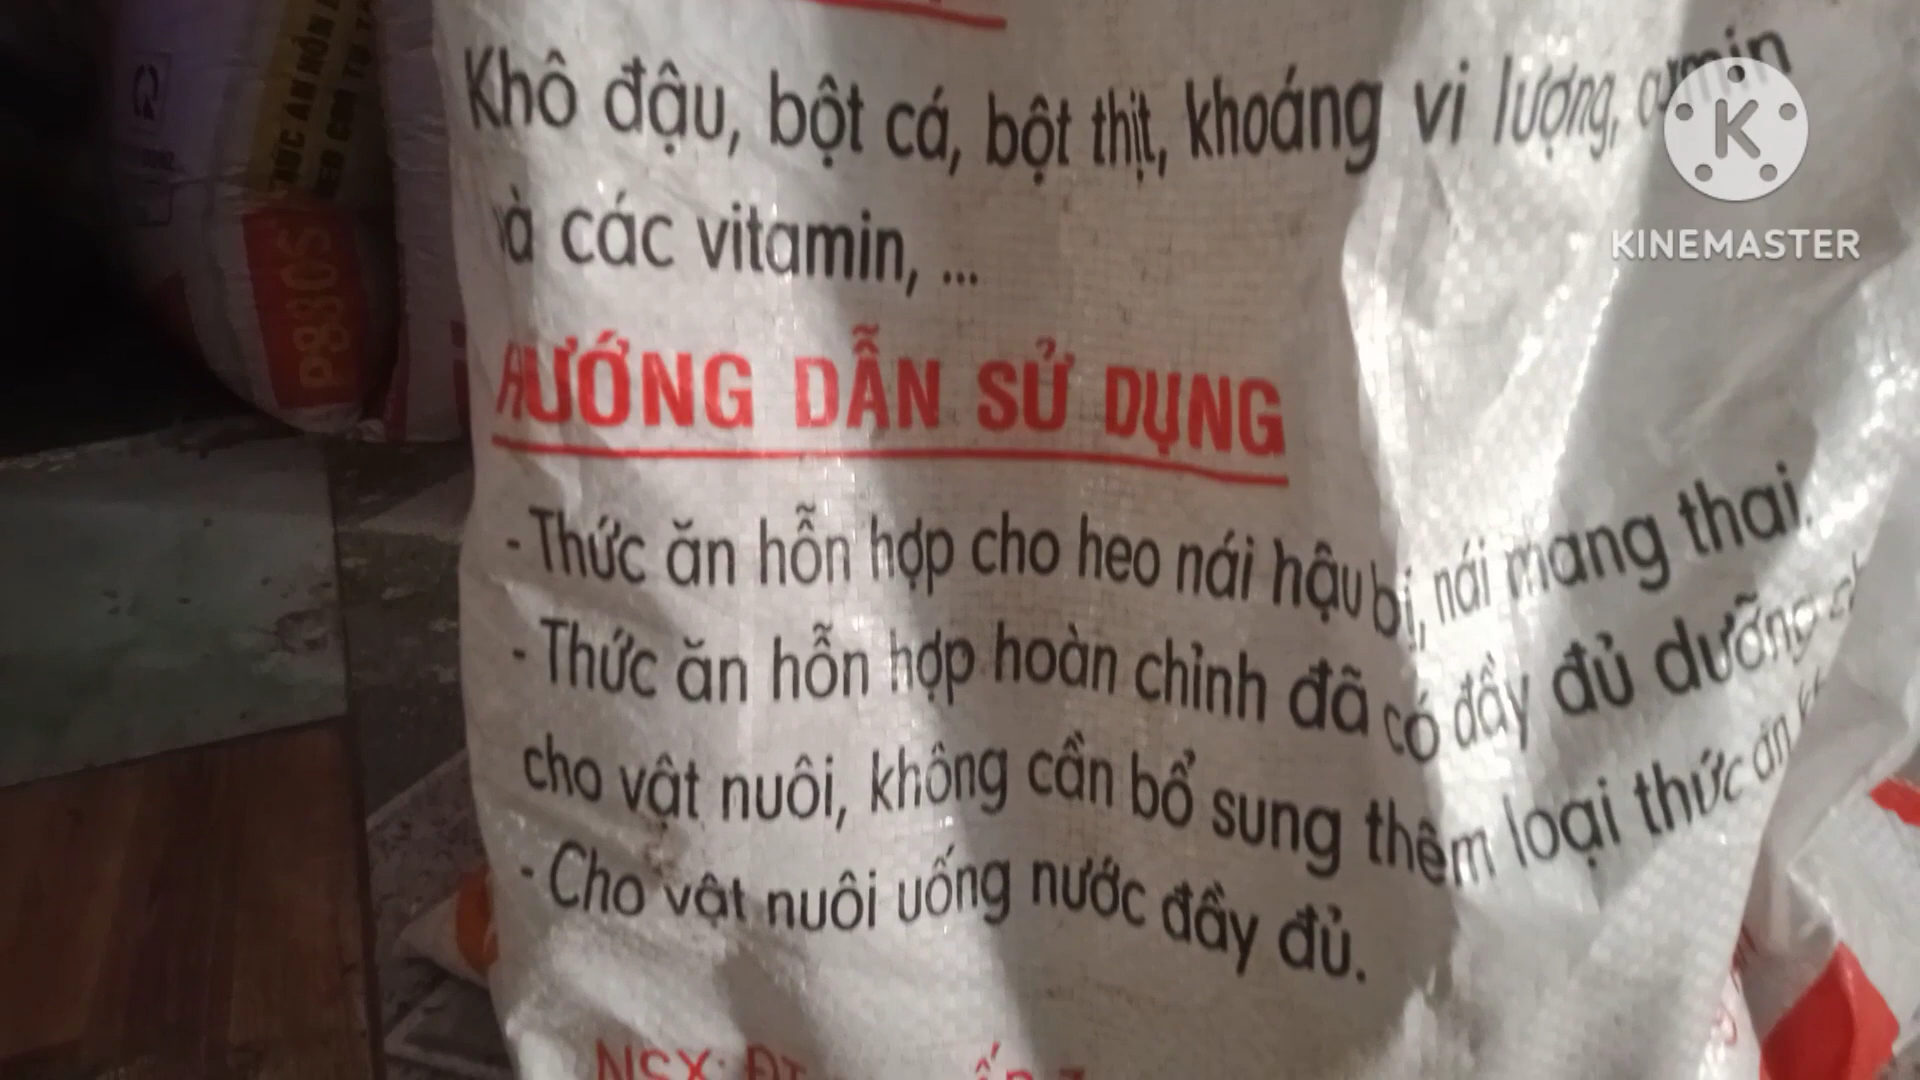 Khô đậu, bột cá, bột thịt, khoáng vi lượng,
và các vitamin, ...
HƯỚNG DẪN SỬ DỤNG
- Thức ăn hỗn hợp cho heo nái hậu bị, nái mang thai.
- Thức ăn hỗn hợp hoàn chỉnh đã có đầy đủ dưỡng
cho vật nuôi, không cần bổ sung thêm loại thức ăn
- Cho vật nuôi uống nước đầy đủ.
NSX:
K
KINEMASTER